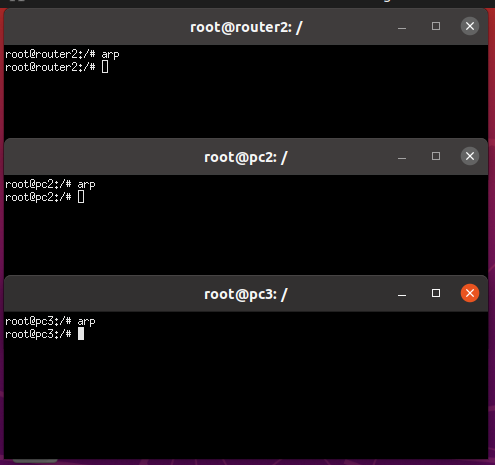 root@router2: /
root@router2:/# arp
root@router2:/#
root@pc2: /
root@pc2:/# arp
root@pc2:/#
root@pc3: /
root@pc3:/# arp
root@pc3:/#